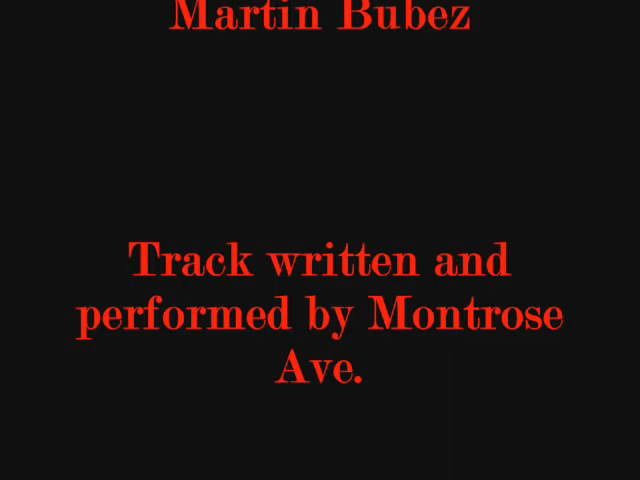 Martin Bubez
Track written and
performed by Montrose
Ave.